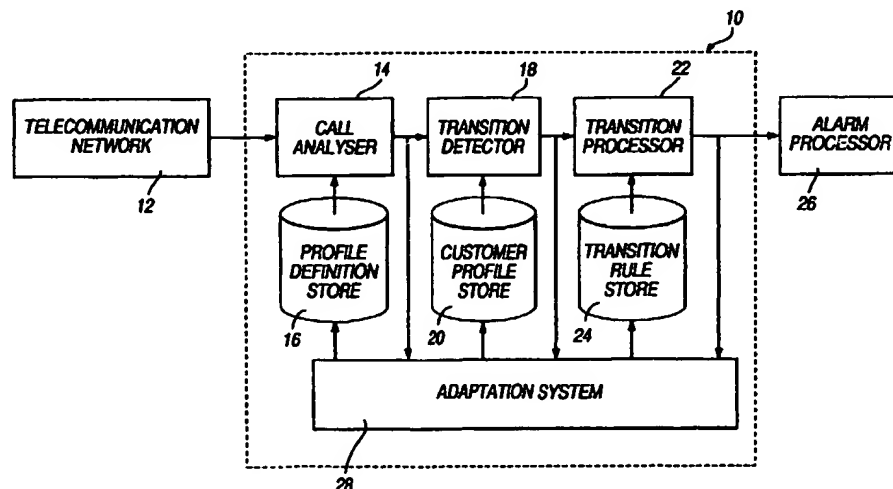 10
14
18
22
TELECOMMUNICATION
NETWORK
CALL
ANALYSER
TRANSITION
DETECTOR
TRANSITION
PROCESSOR
ALARM
PROCESSOR
12
26
PROFILE
DEFINITION
STORE
CUSTOMER
PROFILE
STORE
TRANSITION
RULE
STORE
16
20
24
ADAPTATION SYSTEM
28